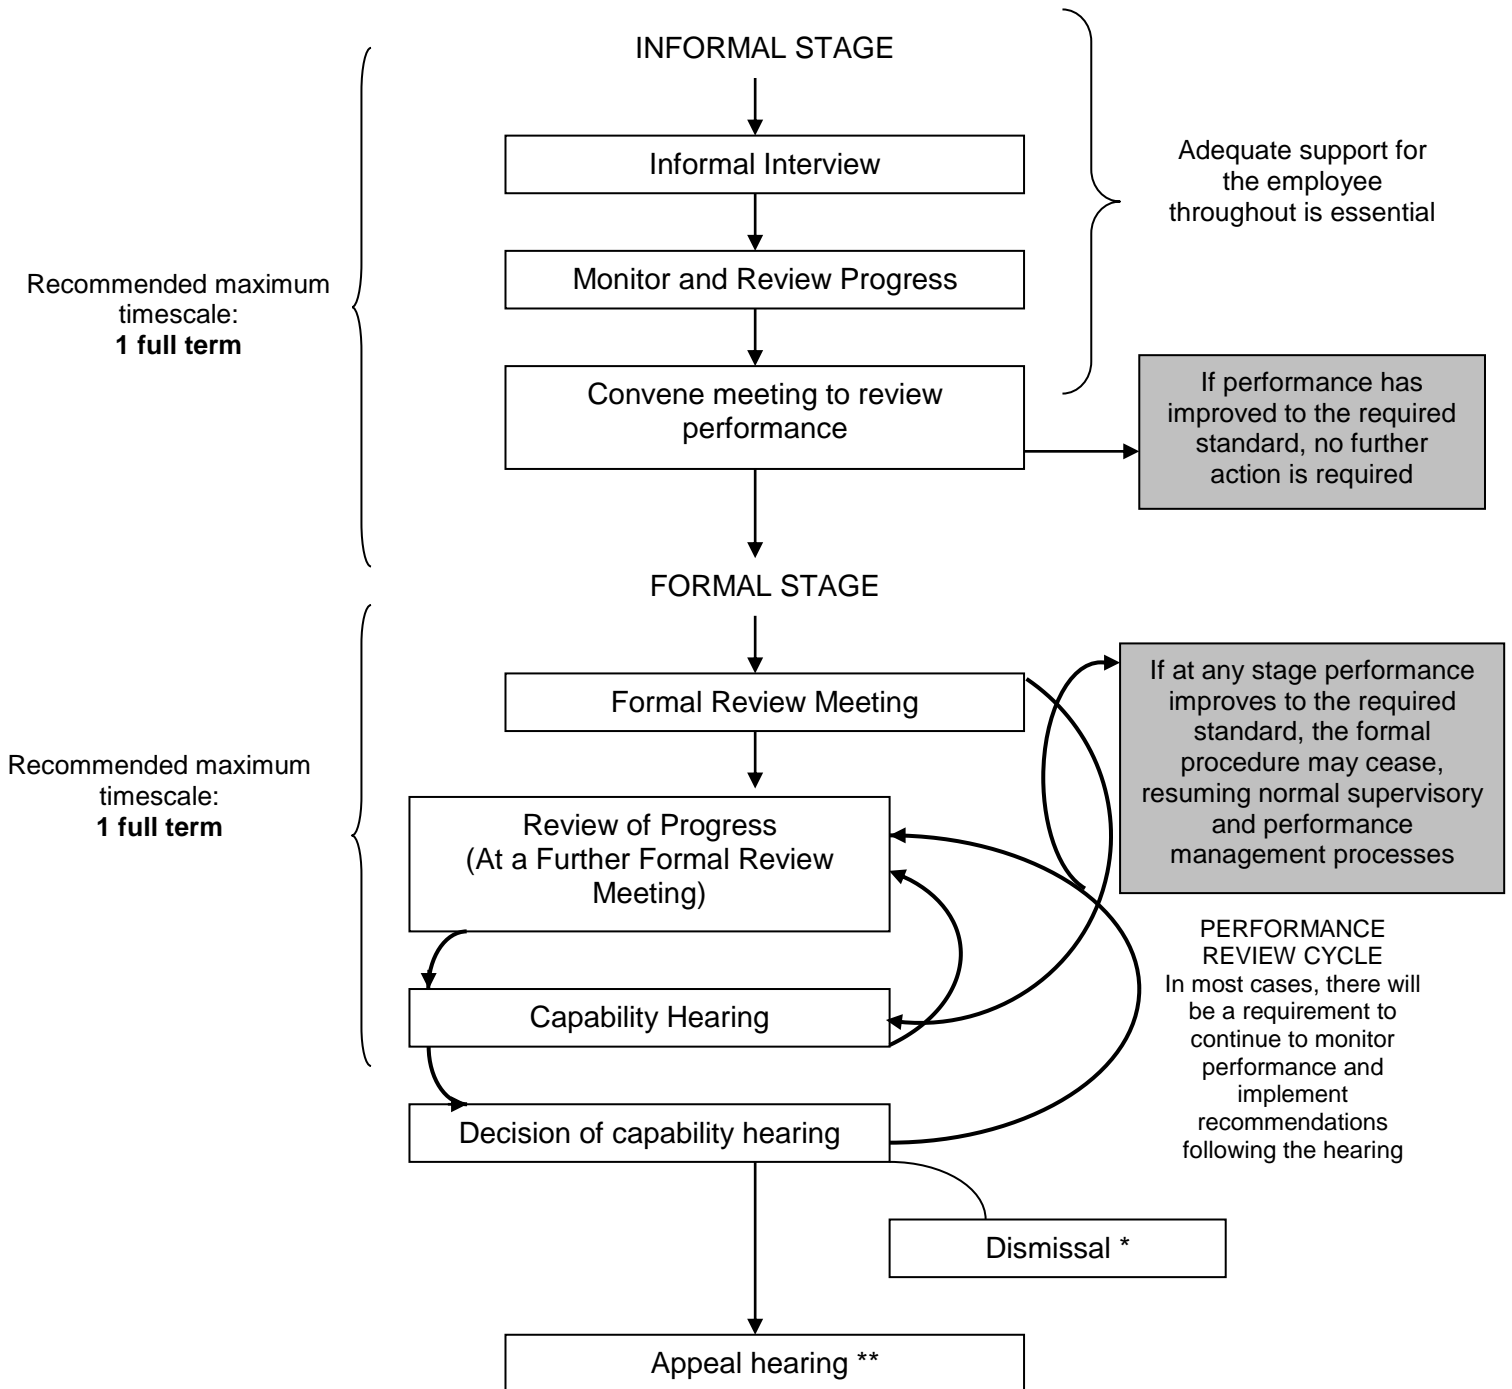 INFORMAL STAGE
Informal Interview
Adequate support for
the employee
throughout is essential
Monitor and Review Progress
Recommended maximum
timescale:
1 full term
Convene meeting to review
performance
If performance has
improved to the required
standard, no further
action is required
FORMAL STAGE
Formal Review Meeting
If at any stage performance
improves to the required
standard, the formal
procedure may cease,
resuming normal supervisory
and performance
management processes
Recommended maximum
timescale:
1 full term
Review of Progress
(At a Further Formal Review
Meeting)
PERFORMANCE
REVIEW CYCLE
In most cases, there will
be a requirement to
continue to monitor
performance and
implement
recommendations
following the hearing
Capability Hearing
Decision of capability hearing
Dismissal *
Appeal hearing **